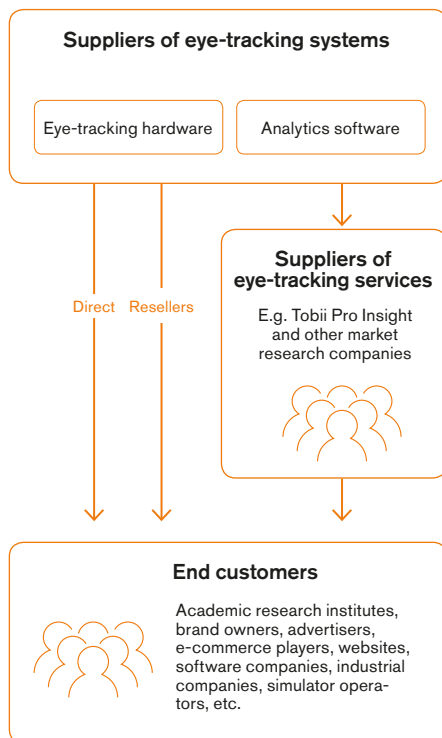 Suppliers of eye-tracking systems
Eye-tracking hardware
Analytics software
Direct
Resellers
Suppliers of
eye-tracking services
E.g. Tobii Pro Insight
and other market
research companies
End customers
Academic research institutes,
brand owners, advertisers,
e-commerce players, websites,
software companies, industrial
companies, simulator opera-
tors, etc.